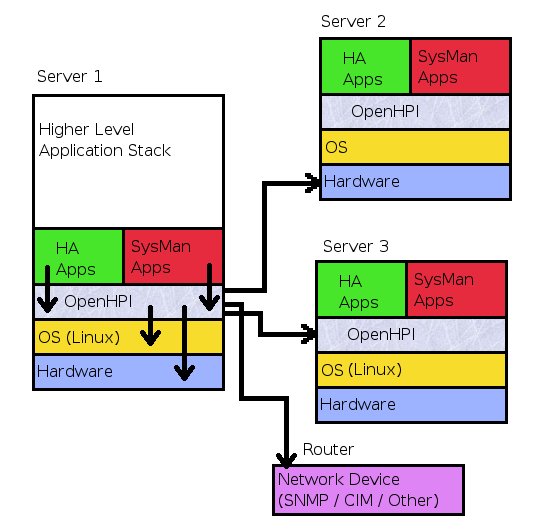 Server 1
Higher Level
Application Stack
HA
Apps
SysMan
Apps
OpenHPI
OS (Linux)
Hardware
Server 2
HA
Apps
SysMan
Apps
OpenHPI
OS
Hardware
Server 3
HA
Apps
SysMan
Apps
OpenHPI
OS (Linux)
Hardware
Router
Network Device
(SNMP / CIM / Other)